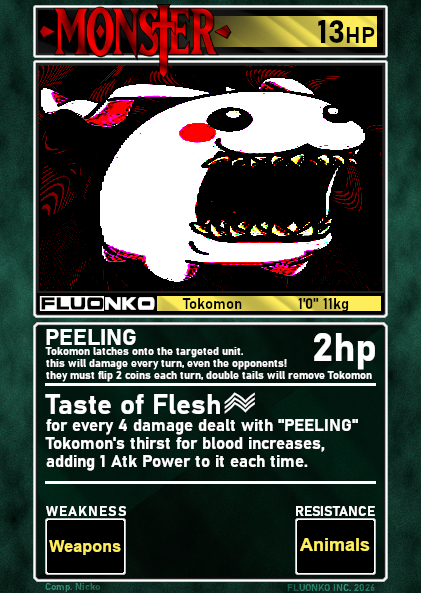 MONSTER
13HP
FLUONKO Tokomon 1'0" 11kg
PEELING
2hp
Tokomon latches onto the targeted unit.
this will damage every turn, even the opponents!
they must flip 2 coins each turn, double tails will remove Tokomon
Taste of Flesh
for every 4 damage dealt with "PEELING"
Tokomon's thirst for blood increases,
adding 1 Atk Power to it each time.
WEAKNESS
RESISTANCE
Weapons
Animals
Comp. Nicko
FLUONKO INC. 2026